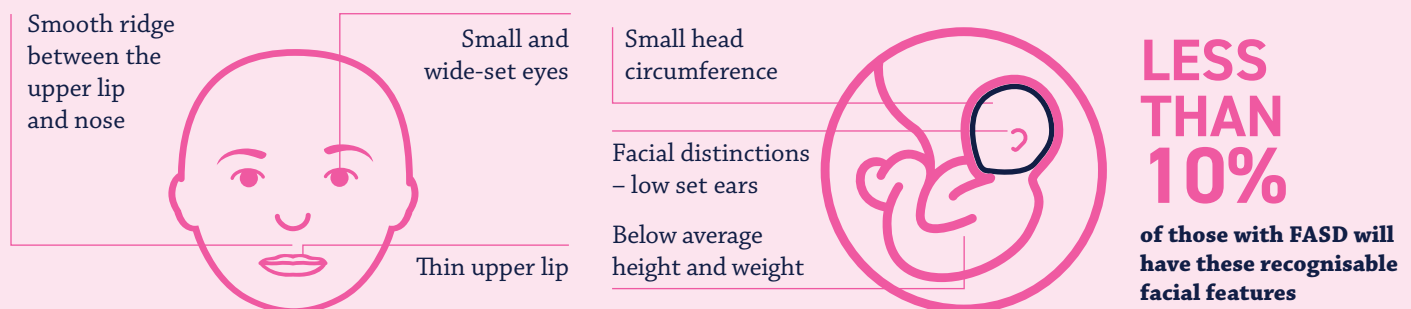 Smooth ridge
between the
upper lip
and nose
Small and
wide-set eyes
Thin upper lip
Small head
circumference
Facial distinctions
– low set ears
Below average
height and weight
LESS
THAN
10%
of those with FASD will
have these recognisable
facial features